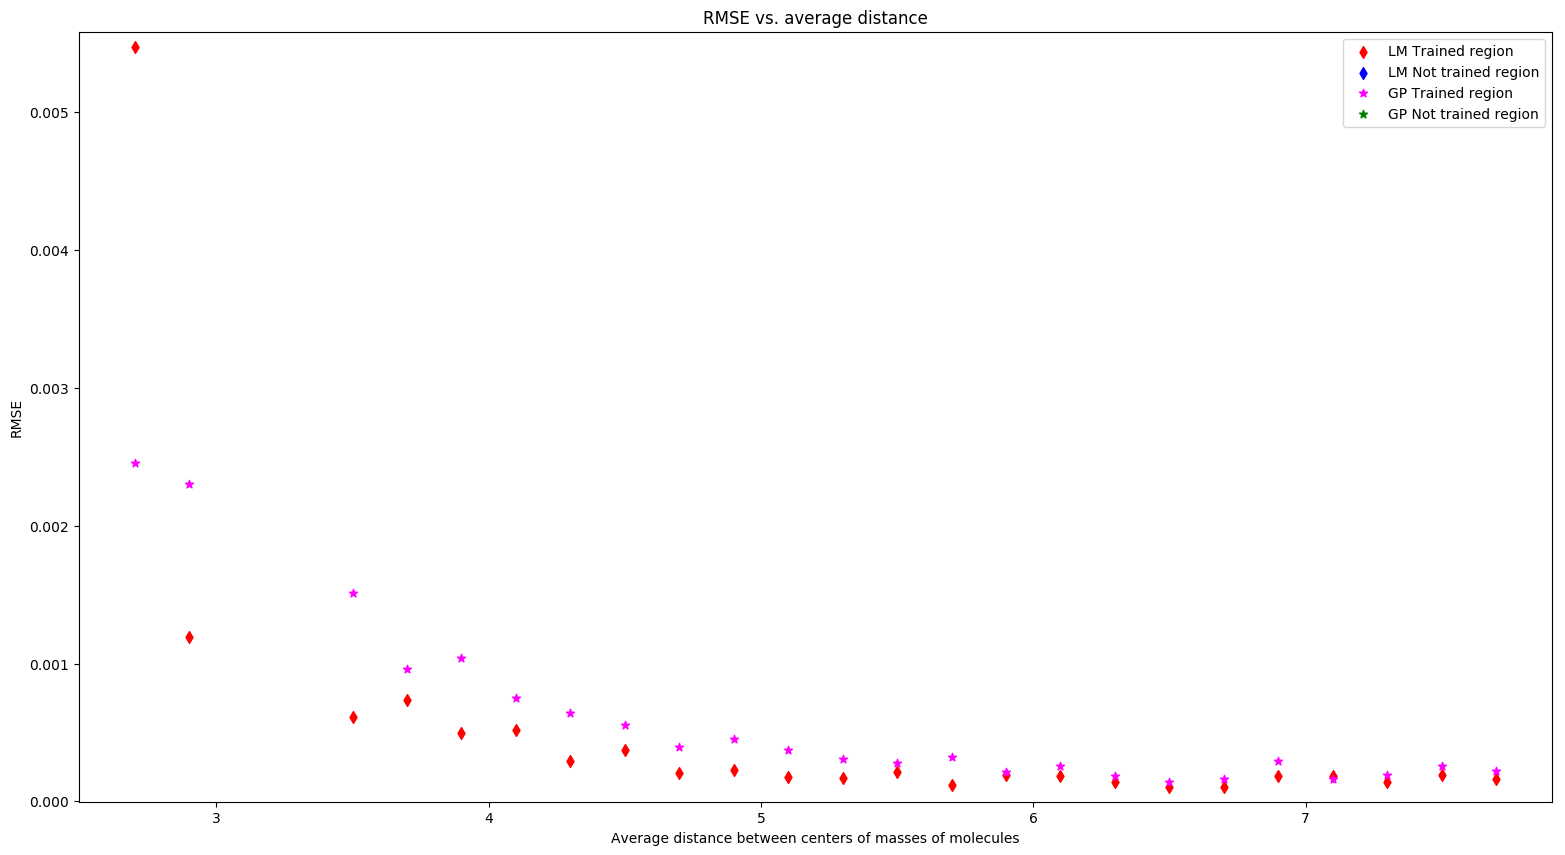 RMSE vs. average distance
LM Trained region
LM Not trained region
GP Trained region
GP Not trained region
0.005
0.004
0.003
0.002
0.001
0.000
RMSE
3 4 5 6 7
Average distance between centers of masses of molecules